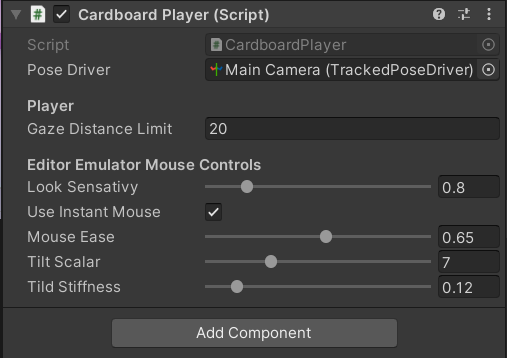 Cardboard Player (Script)
Script CardboardPlayer
Pose Driver Main Camera (TrackedPoseDriver)
Player
Gaze Distance Limit 20
Editor Emulator Mouse Controls
Look Sensativy 0.8
Use Instant Mouse
Mouse Ease 0.65
Tilt Scalar 7
Tild Stiffness 0.12
Add Component